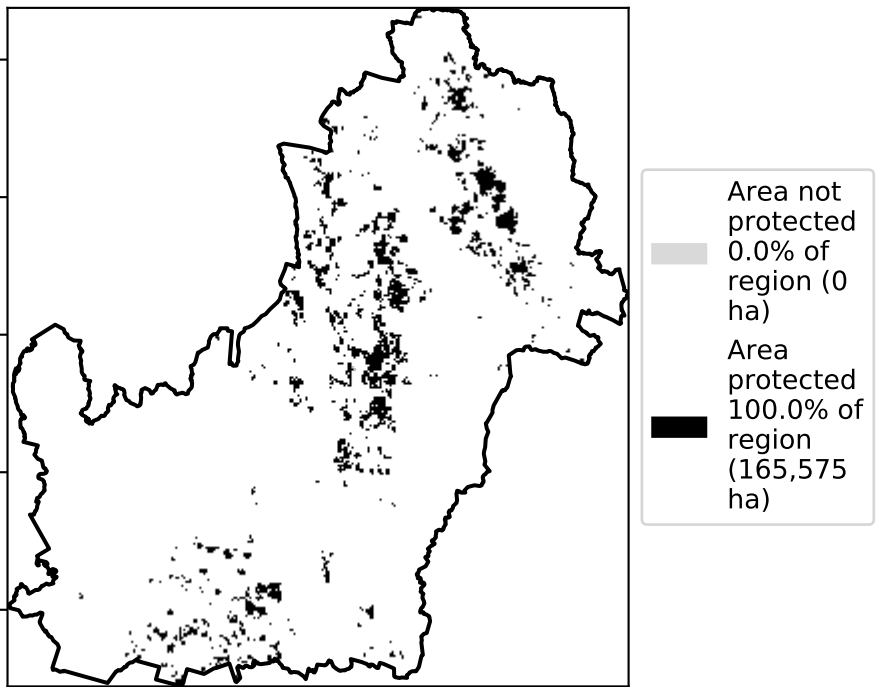 Area not
protected
0.0% of
region (0
ha)
Area
protected
100.0% of
region
(165,575
ha)